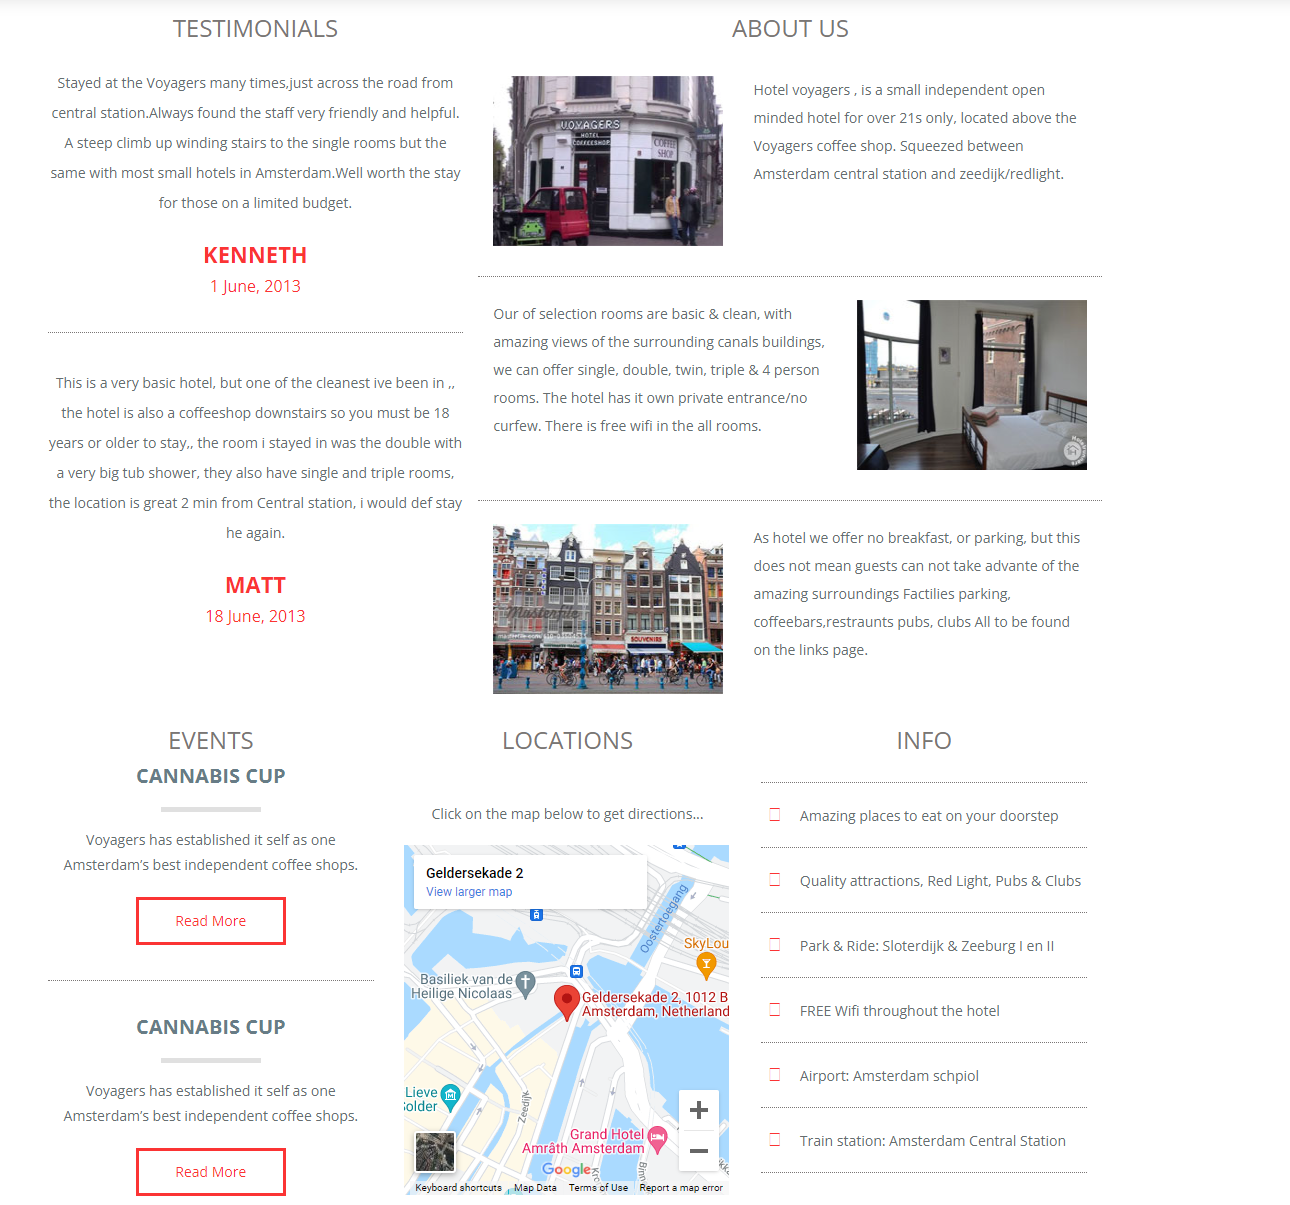 TESTIMONIALS
Stayed at the Voyagers many times,just across the road from
central station.Always found the staff very friendly and helpful.
A steep climb up winding stairs to the single rooms but the
same with most small hotels in Amsterdam.Well worth the stay
for those on a limited budget.
KENNETH
1 June, 2013
This is a very basic hotel, but one of the cleanest ive been in ,,
the hotel is also a coffeeshop downstairs so you must be 18
years or older to stay,, the room i stayed in was the double with
a very big tub shower, they also have single and triple rooms,
the location is great 2 min from Central station, i would def stay
he again.
MATT
18 June, 2013
ABOUT US
VOYAGERS
HOTEL
COFFEESHOP
COFFEE
SHOP
Hotel voyagers , is a small independent open
minded hotel for over 21s only, located above the
Voyagers coffee shop. Squeezed between
Amsterdam central station and zeedijk/redlight.
Our of selection rooms are basic & clean, with
amazing views of the surrounding canals buildings,
we can offer single, double, twin, triple & 4 person
rooms. The hotel has it own private entrance/no
curfew. There is free wifi in the all rooms.
Masterfile
SOUVENIRS
As hotel we offer no breakfast, or parking, but this
does not mean guests can not take advante of the
amazing surroundings Factilies parking,
coffeebars,restraunts pubs, clubs All to be found
on the links page.
EVENTS
CANNABIS CUP
Voyagers has established it self as one
Amsterdam's best independent coffee shops.
Read More
CANNABIS CUP
Voyagers has established it self as one
Amsterdam's best independent coffee shops.
Read More
LOCATIONS
Click on the map below to get directions...
Geldersekade 2
View larger map
Oostertoegang
SkyLou
Basiliek van de
Heilige Nicolaas
Geldersekade 2, 1012 B
Amsterdam, Netherland
Lieve
Solder
Zeedijk
Grand Hotel
Amrâth Amsterdam
Google
Keyboard shortcuts Map Data Terms of Use Report a map error
INFO
Amazing places to eat on your doorstep
Quality attractions, Red Light, Pubs & Clubs
Park & Ride: Sloterdijk & Zeeburg I en II
FREE Wifi throughout the hotel
Airport: Amsterdam schpiol
Train station: Amsterdam Central Station